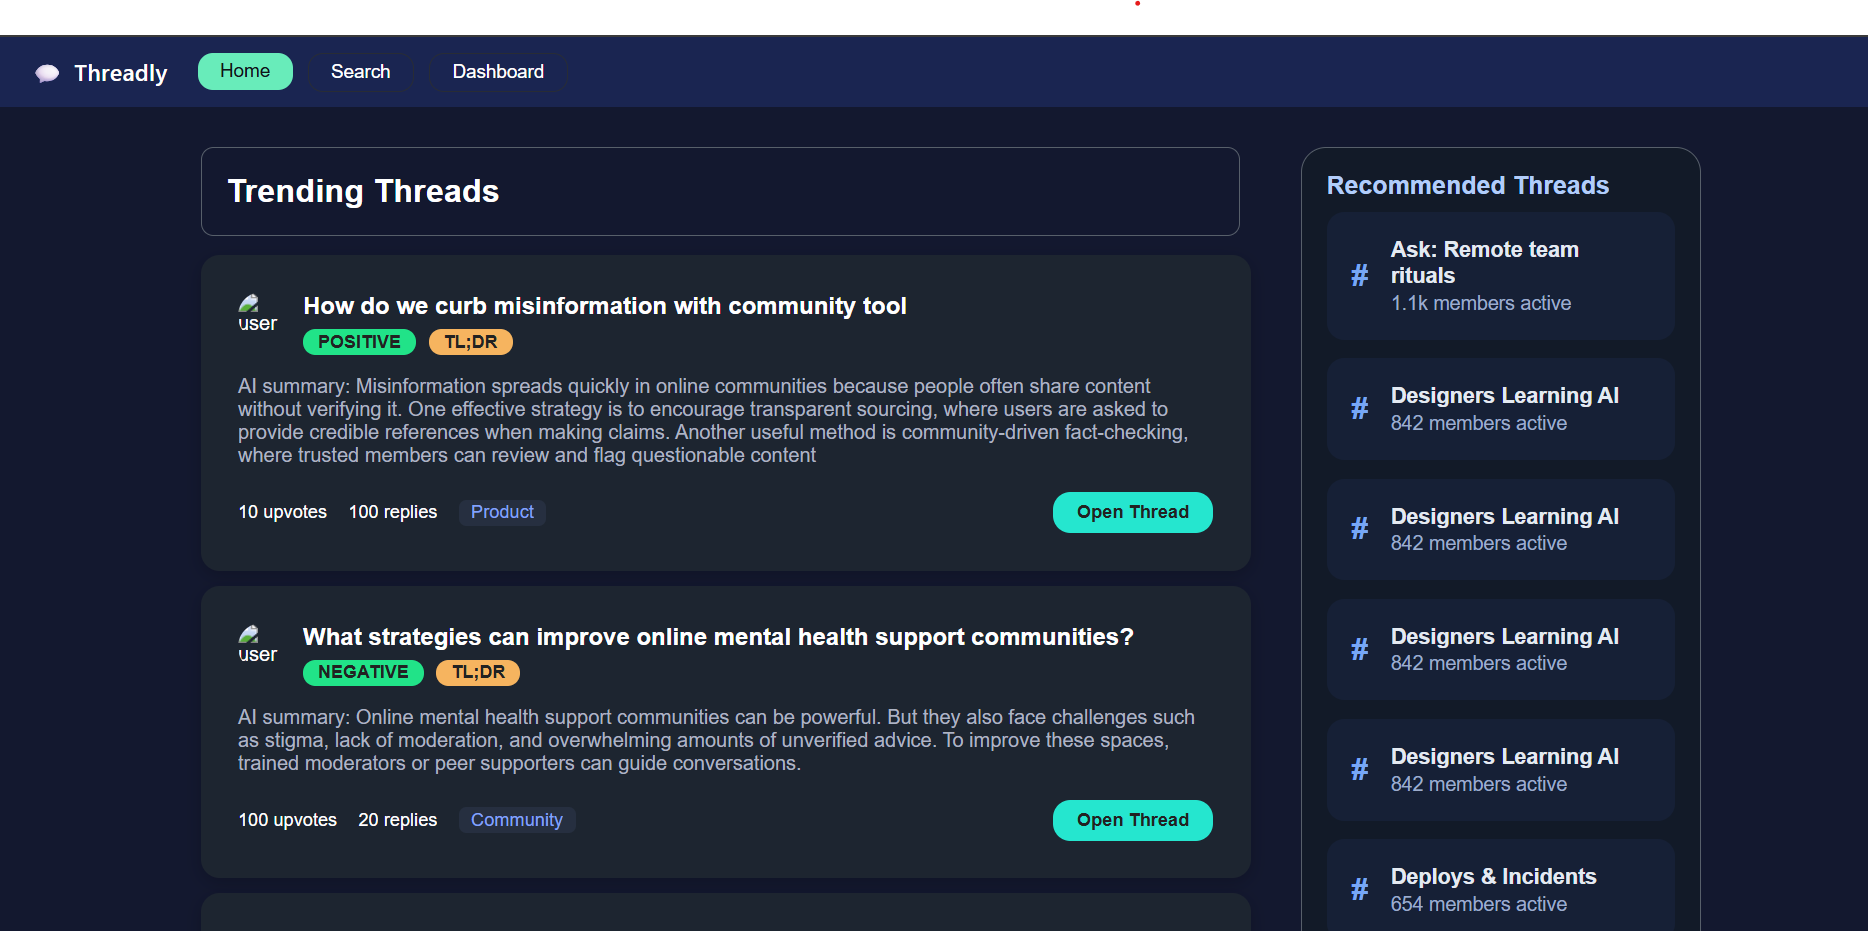 Threadly
Home
Search
Dashboard
Trending Threads
user
How do we curb misinformation with community tool
POSITIVE
TL;DR
AI summary: Misinformation spreads quickly in online communities because people often share content
without verifying it. One effective strategy is to encourage transparent sourcing, where users are asked to
provide credible references when making claims. Another useful method is community-driven fact-checking,
where trusted members can review and flag questionable content
10 upvotes
100 replies
Product
Open Thread
user
What strategies can improve online mental health support communities?
NEGATIVE
TL;DR
AI summary: Online mental health support communities can be powerful. But they also face challenges such
as stigma, lack of moderation, and overwhelming amounts of unverified advice. To improve these spaces,
trained moderators or peer supporters can guide conversations.
100 upvotes
20 replies
Community
Open Thread
Recommended Threads
#
Ask: Remote team
rituals
1.1k members active
#
Designers Learning AI
842 members active
#
Designers Learning AI
842 members active
#
Designers Learning AI
842 members active
#
Designers Learning AI
842 members active
#
Deploys & Incidents
654 members active